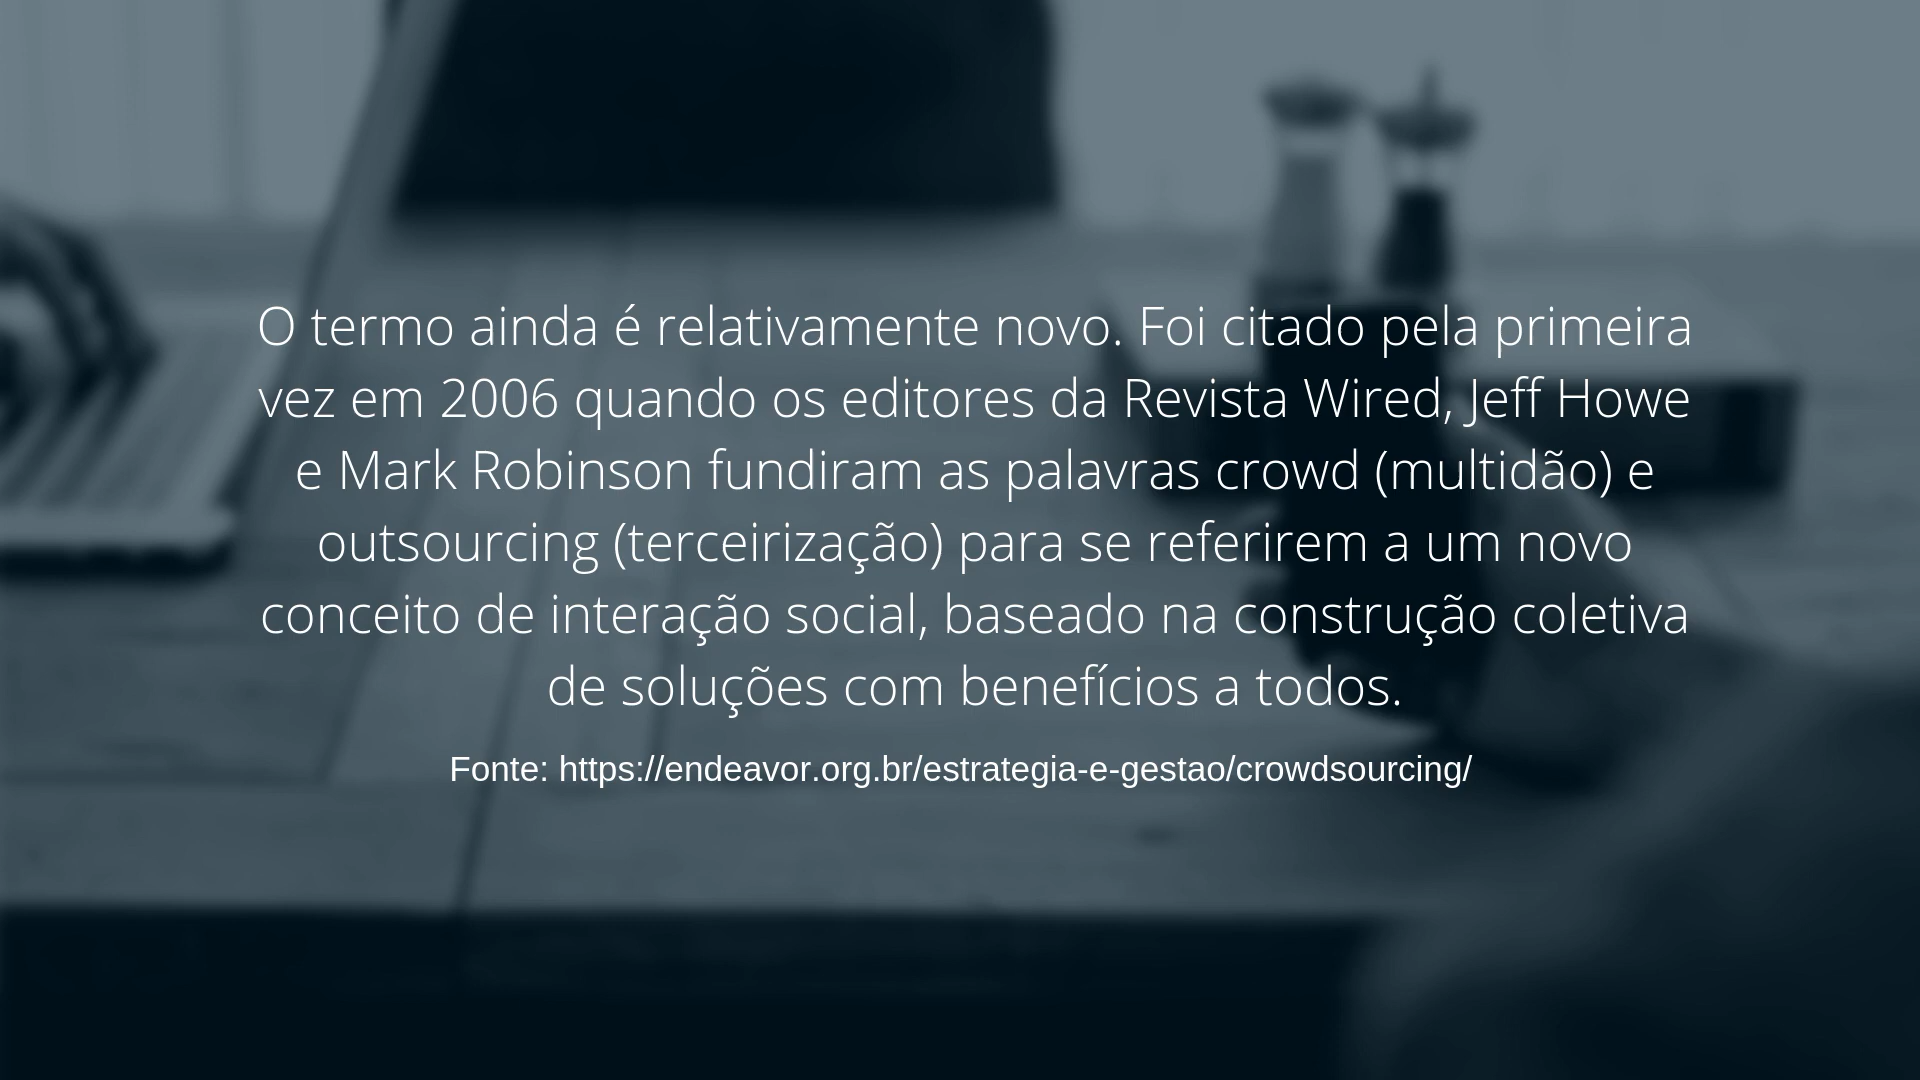 O termo ainda é relativamente novo. Foi citado pela primeira
vez em 2006 quando os editores da Revista Wired, Jeff Howe
e Mark Robinson fundiram as palavras crowd (multidão) e
outsourcing (terceirização) para se referirem a um novo
conceito de interação social, baseado na construção coletiva
de soluções com benefícios a todos.
Fonte: https://endeavor.org.br/estrategia-e-gestao/crowdsourcing/